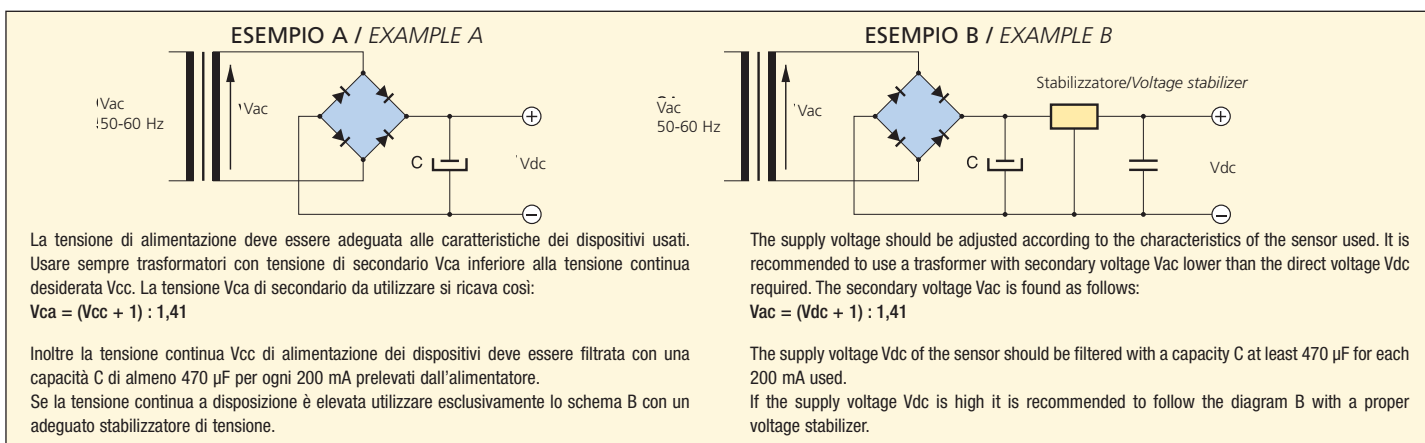 ESEMPIO A / EXAMPLE A
Vac
50-60 Hz
Vac
C
+
Vdc
−
La tensione di alimentazione deve essere adeguata alle caratteristiche dei dispositivi usati.
Usare sempre trasformatori con tensione di secondario Vca inferiore alla tensione continua
desiderata Vcc. La tensione Vca di secondario da utilizzare si ricava così:
Vca = (Vcc + 1) : 1,41
Inoltre la tensione continua Vcc di alimentazione dei dispositivi deve essere filtrata con una
capacità C di almeno 470 µF per ogni 200 mA prelevati dall'alimentatore.
Se la tensione continua a disposizione è elevata utilizzare esclusivamente lo schema B con un
adeguato stabilizzatore di tensione.
ESEMPIO B / EXAMPLE B
Stabilizzatore/Voltage stabilizer
Vac
50-60 Hz
Vac
C
+
Vdc
−
The supply voltage should be adjusted according to the characteristics of the sensor used. It is
recommended to use a trasformer with secondary voltage Vac lower than the direct voltage Vdc
required. The secondary voltage Vac is found as follows:
Vac = (Vdc + 1) : 1,41
The supply voltage Vdc of the sensor should be filtered with a capacity C at least 470 µF for each
200 mA used.
If the supply voltage Vdc is high it is recommended to follow the diagram B with a proper
voltage stabilizer.